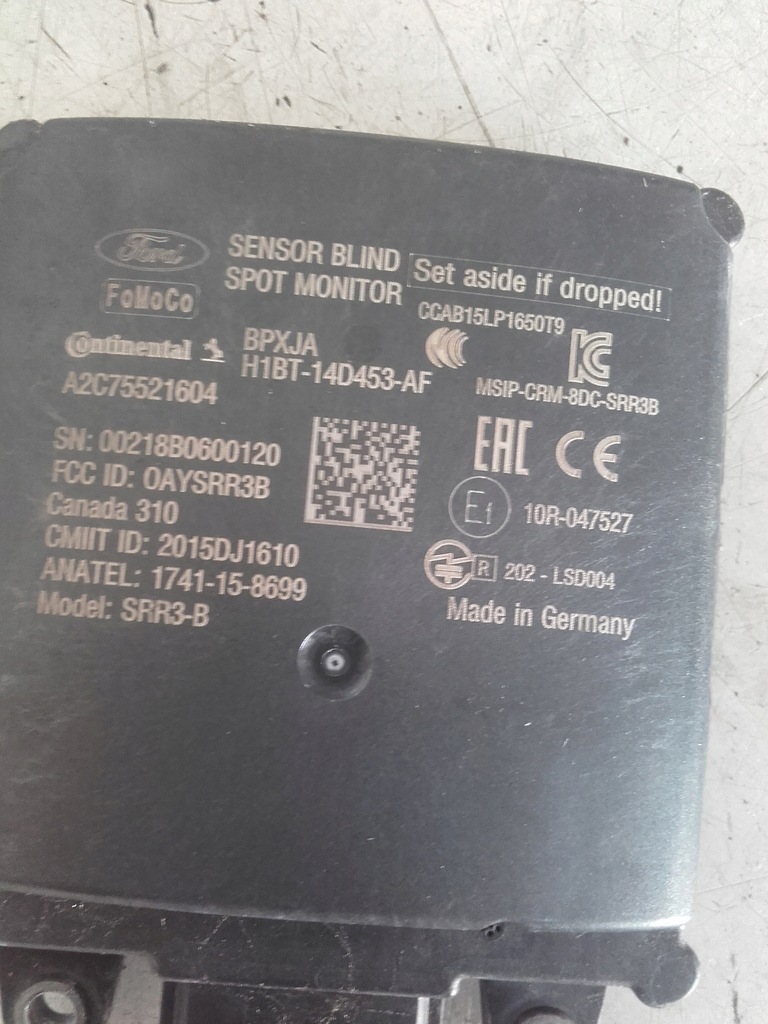 Ford
SENSOR BLIND
SPOT MONITOR
Set aside if dropped!
FoMoCo
CCAB15LP1650T9
Continental
BPXJA
H1BT-14D453-AF
A2C75521604
MSIP-CRM-8DC-SRR3B
EAC CE
SN: 00218B0600120
FCC ID: OAYSRR3B
E1 10R-047527
Canada 310
CMIIT ID: 2015DJ1610
R 202 - LSD004
ANATEL: 1741-15-8699
Model: SRR3-B
Made in Germany